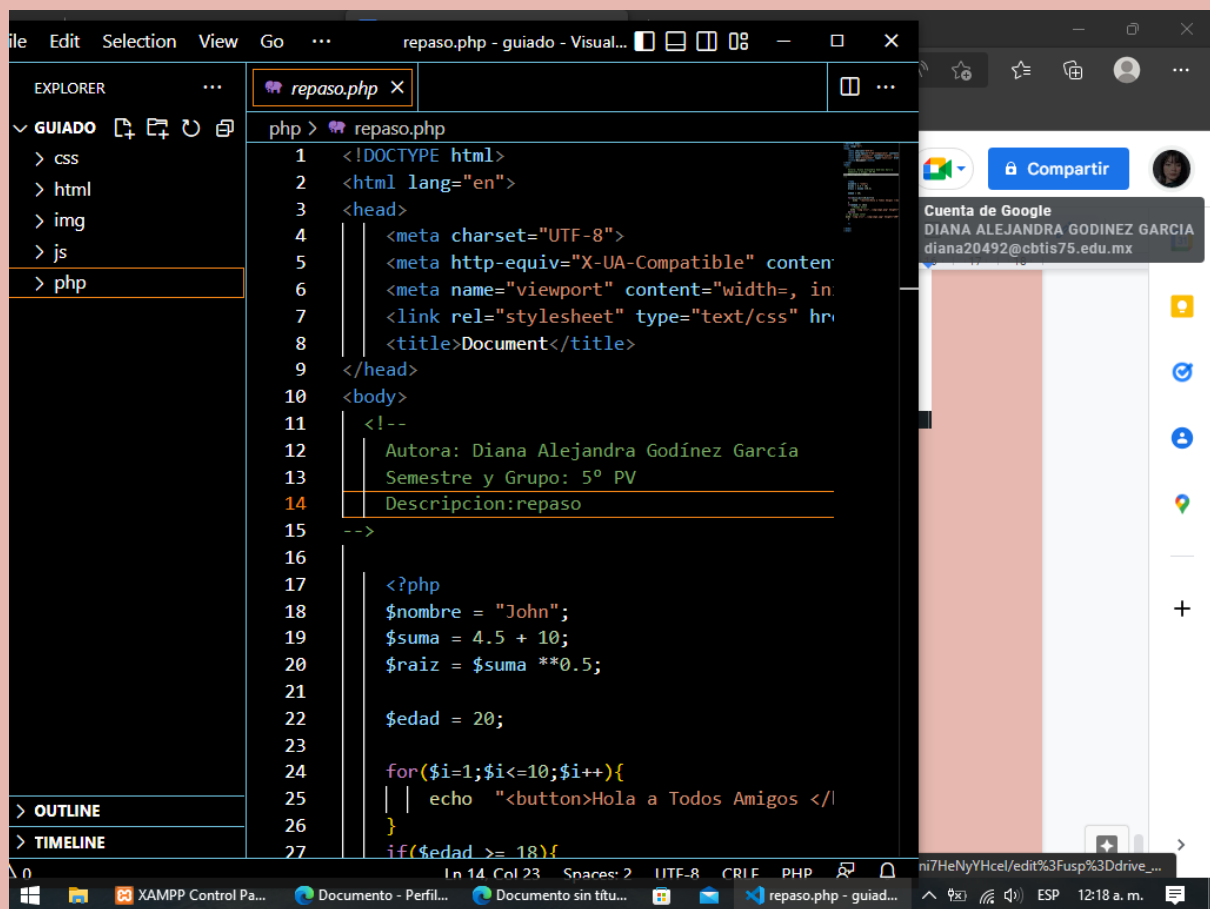 ile Edit Selection View Go ··· repaso.php - guiado - Visual...
EXPLORER ···
GUIADO
css
html
img
js
php
OUTLINE
TIMELINE
repaso.php
php > repaso.php
1 <!DOCTYPE html>
2 <html lang="en">
3 <head>
4 <meta charset="UTF-8">
5 <meta http-equiv="X-UA-Compatible" conten
6 <meta name="viewport" content="width=, in
7 <link rel="stylesheet" type="text/css" hre
8 <title>Document</title>
9 </head>
10 <body>
11 <!--
12 Autora: Diana Alejandra Godínez García
13 Semestre y Grupo: 5º PV
14 Descripcion:repaso
15 -->
16
17 <?php
18 $nombre = "John";
19 $suma = 4.5 + 10;
20 $raiz = $suma **0.5;
21
22 $edad = 20;
23
24 for($i=1;$i<=10;$i++){
25 echo "<button>Hola a Todos Amigos </
26 }
27 if($edad >= 18){
0 Ln 14, Col 23 Spaces: 2 UTF-8 CRLF PHP
Compartir
Cuenta de Google
DIANA ALEJANDRA GODINEZ GARCIA
diana20492@cbtis75.edu.mx
17 18
ni7HeNyYHceI/edit%3Fusp%3Ddrive_...
XAMPP Control Pa... Documento - Perfil... Documento sin títu... repaso.php - guiad... ESP 12:18 a. m.